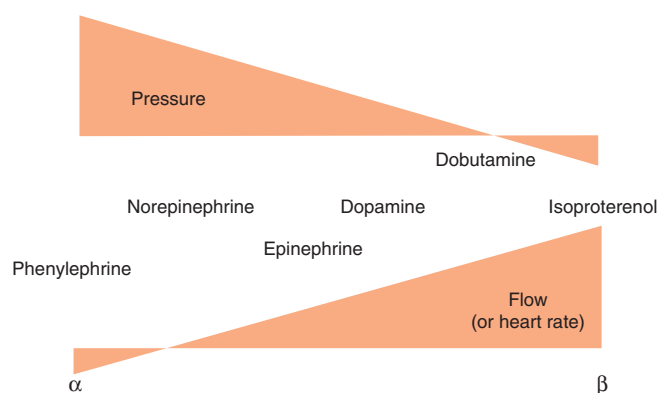 Pressure
Dobutamine
Norepinephrine Dopamine Isoproterenol
Epinephrine
Phenylephrine
Flow
(or heart rate)
α β